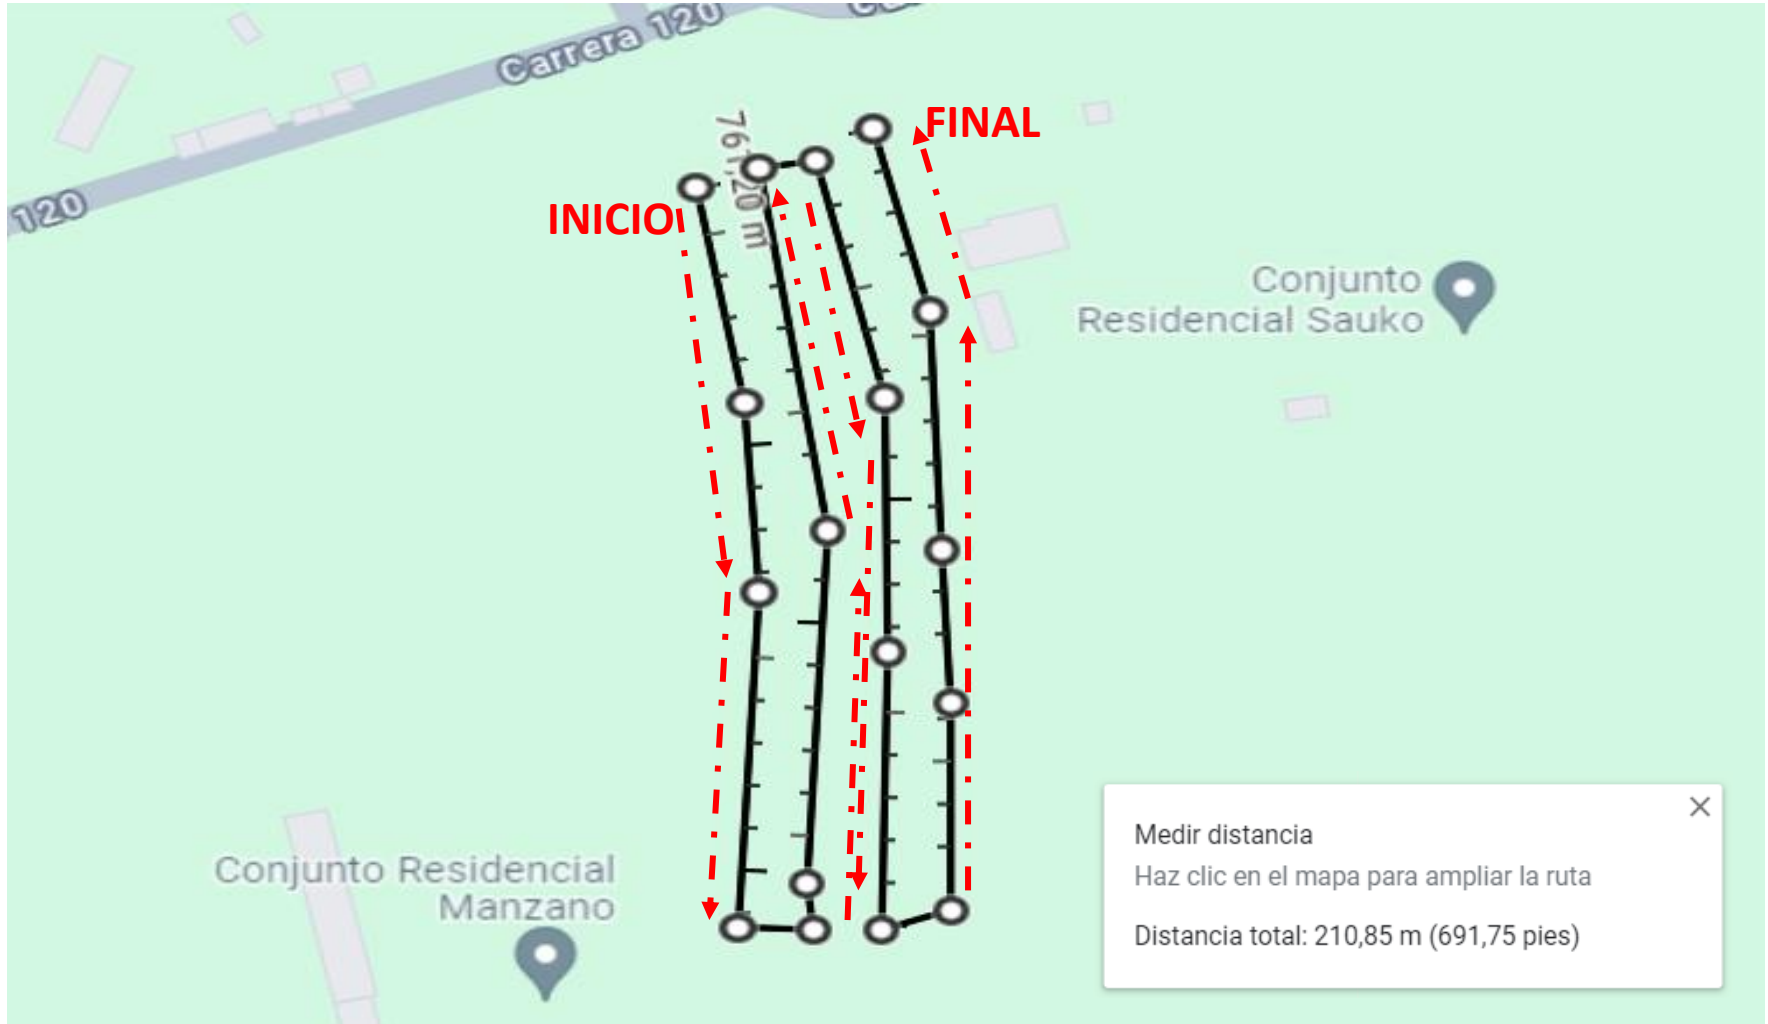 Carrera 120
120
FINAL
INICIO
Conjunto
Residencial Sauko
Conjunto Residencial
Manzano
Medir distancia
Haz clic en el mapa para ampliar la ruta
Distancia total: 210,85 m (691,75 pies)